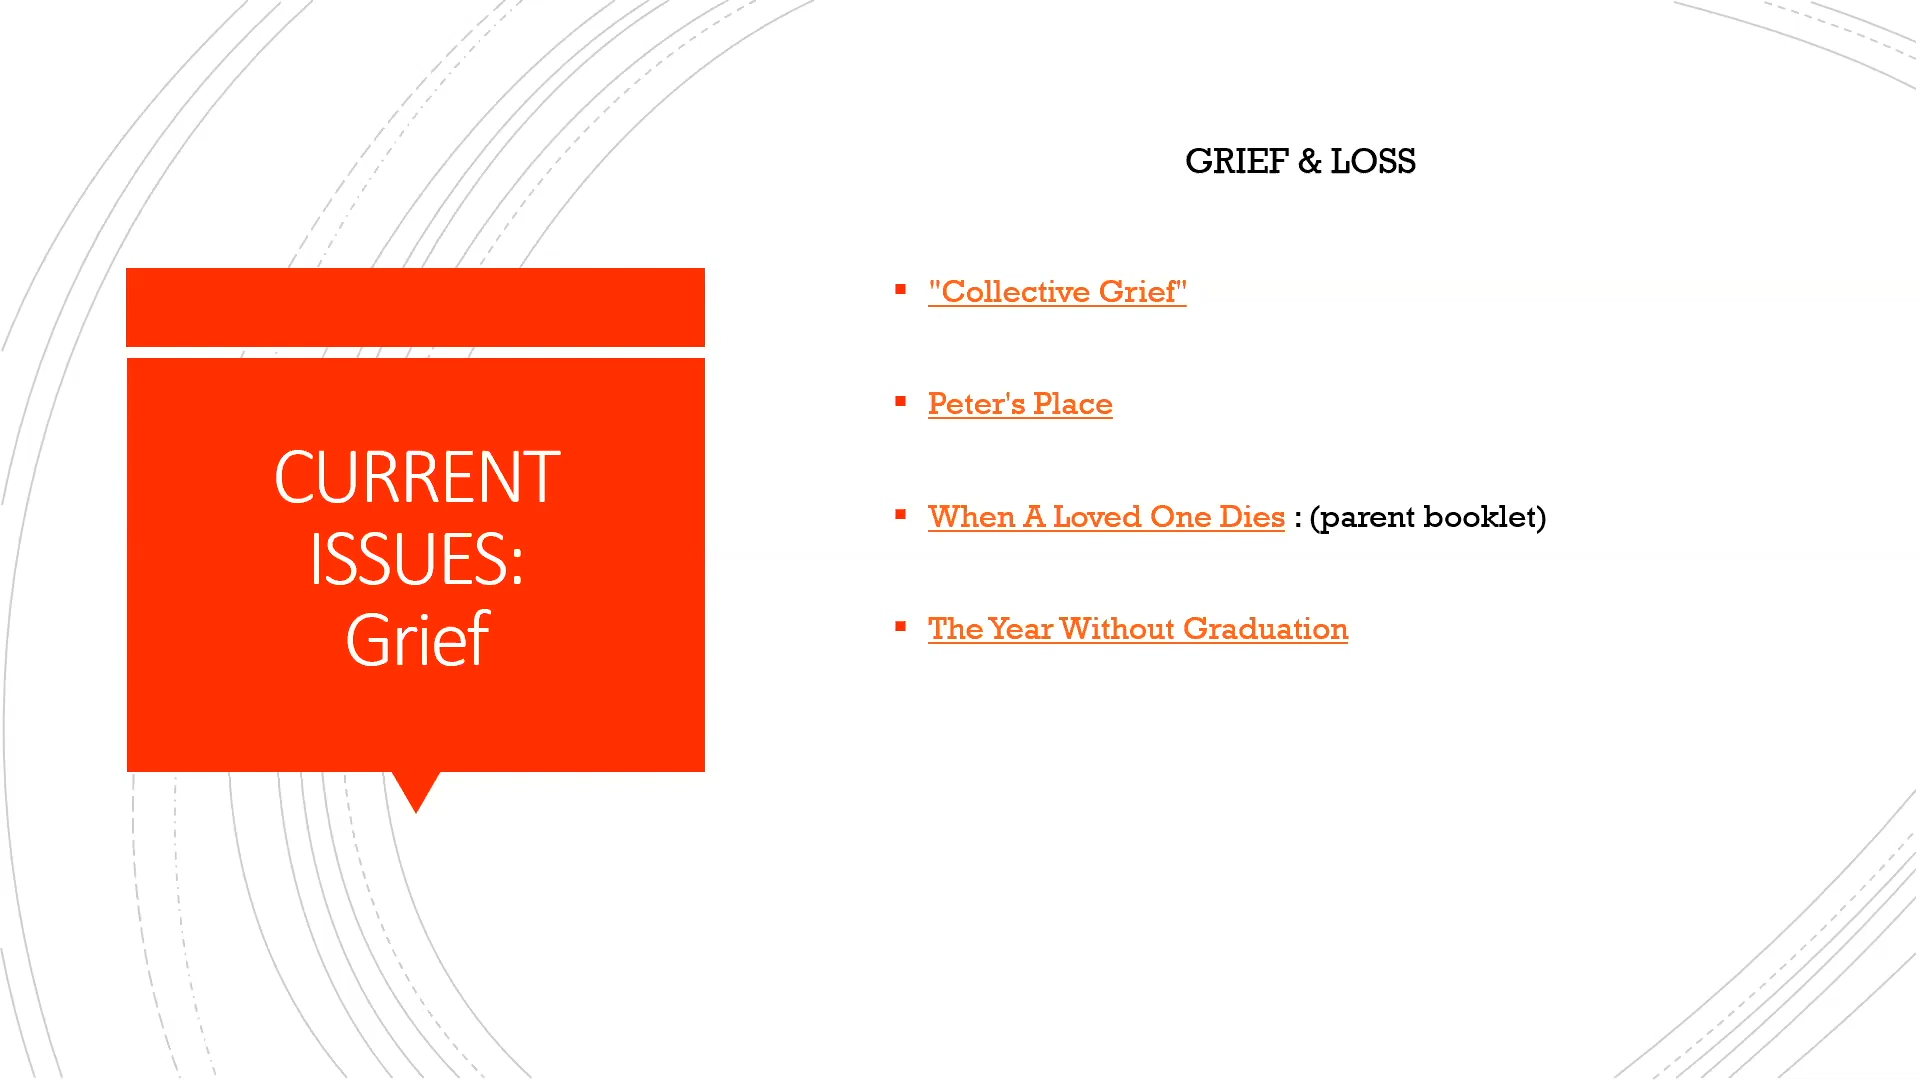 CURRENT
ISSUES:
Grief
GRIEF & LOSS
"Collective Grief"
Peter's Place
When A Loved One Dies : (parent booklet)
The Year Without Graduation